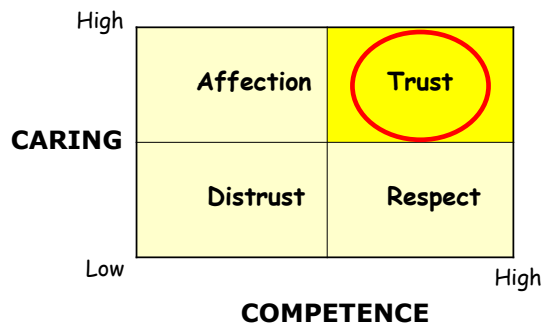 High
Affection Trust
CARING
Distrust Respect
Low
High
COMPETENCE